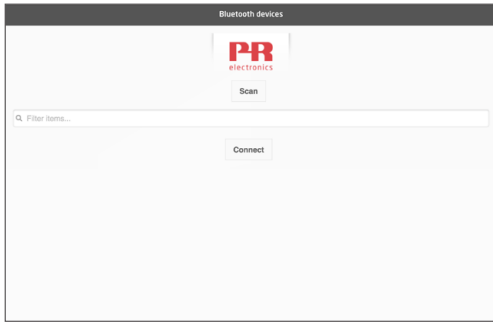 Bluetooth devices
PR
electronics
Scan
Filter items...
Connect